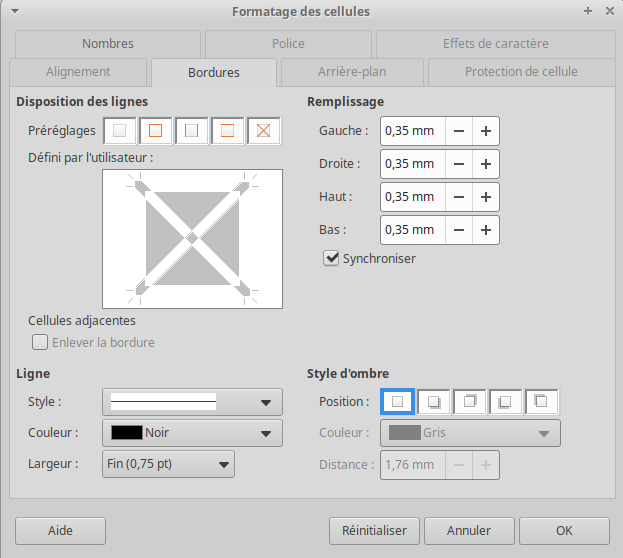 Formatage des cellules
Nombres
Police
Effets de caractère
Alignement
Bordures
Arrière-plan
Protection de cellule
Disposition des lignes
Préréglages
Défini par l'utilisateur :
Cellules adjacentes
Enlever la bordure
Remplissage
Gauche : 0,35 mm
Droite : 0,35 mm
Haut : 0,35 mm
Bas : 0,35 mm
Synchroniser
Ligne
Style :
Couleur : Noir
Largeur : Fin (0,75 pt)
Style d'ombre
Position :
Couleur : Gris
Distance : 1,76 mm
Aide
Réinitialiser
Annuler
OK